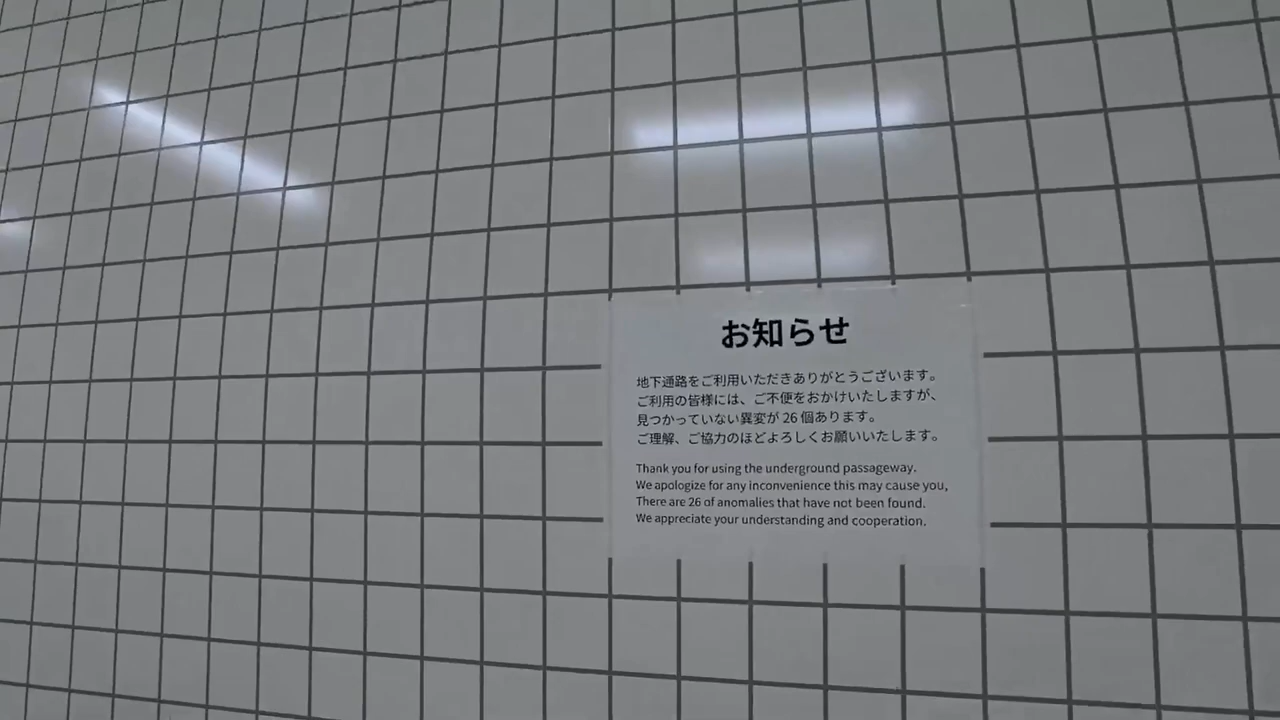 お知らせ
地下通路をご利用いただきありがとうございます。
ご利用の皆様には、ご不便をおかけいたしますが、
見つかっていない異変が 26 個あります。
ご理解、ご協力のほどよろしくお願いいたします。
Thank you for using the underground passageway.
We apologize for any inconvenience this may cause you,
There are 26 of anomalies that have not been found.
We appreciate your understanding and cooperation.